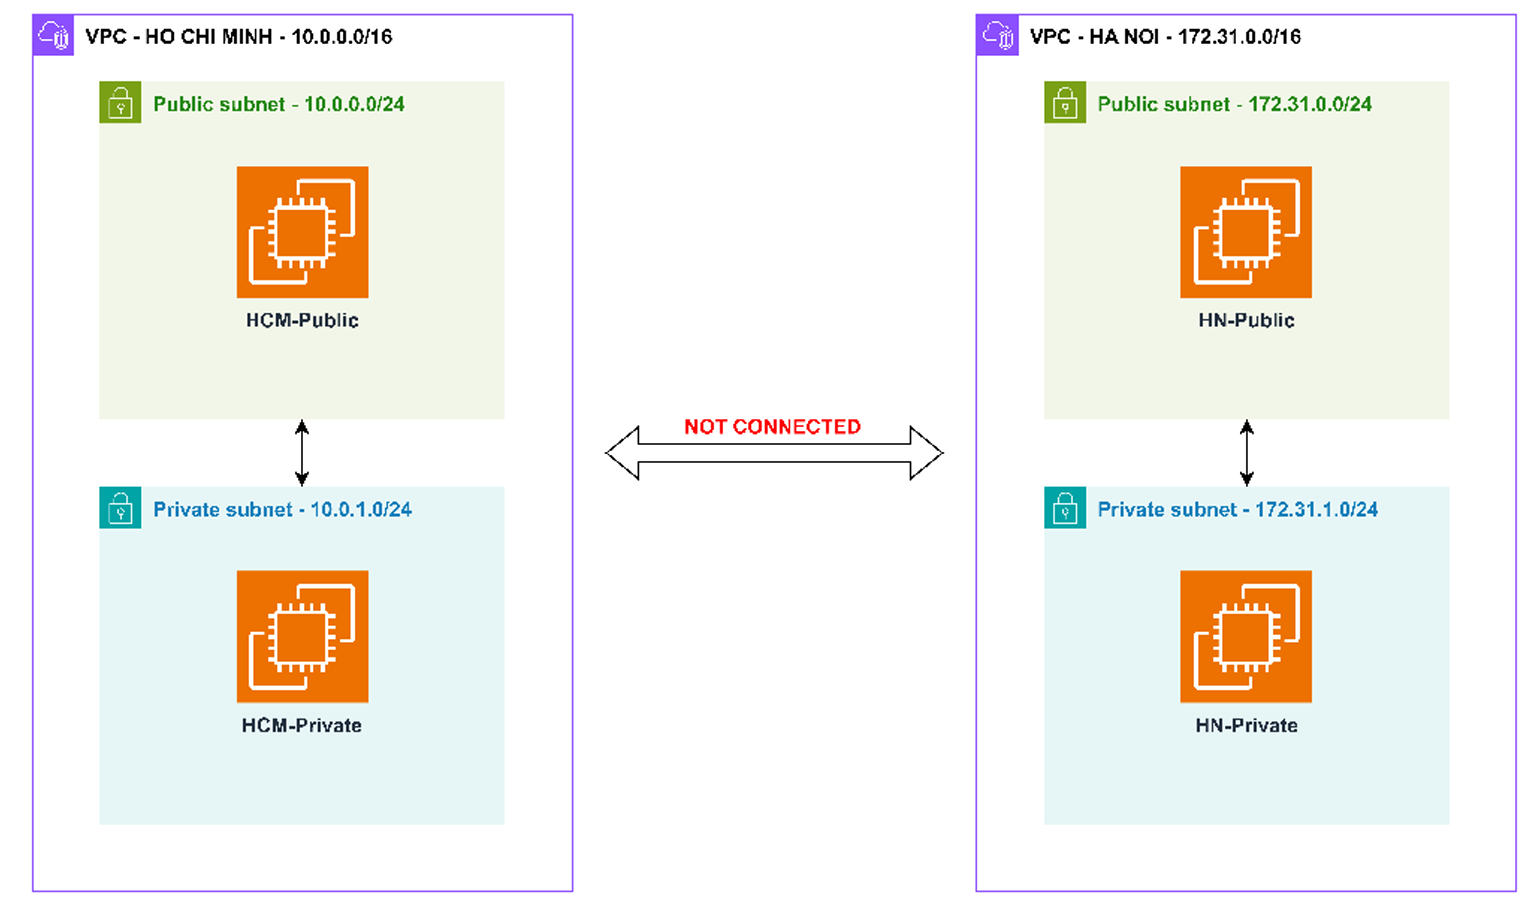 VPC - HO CHI MINH - 10.0.0.0/16
Public subnet - 10.0.0.0/24
HCM-Public
Private subnet - 10.0.1.0/24
HCM-Private
NOT CONNECTED
VPC - HA NOI - 172.31.0.0/16
Public subnet - 172.31.0.0/24
HN-Public
Private subnet - 172.31.1.0/24
HN-Private